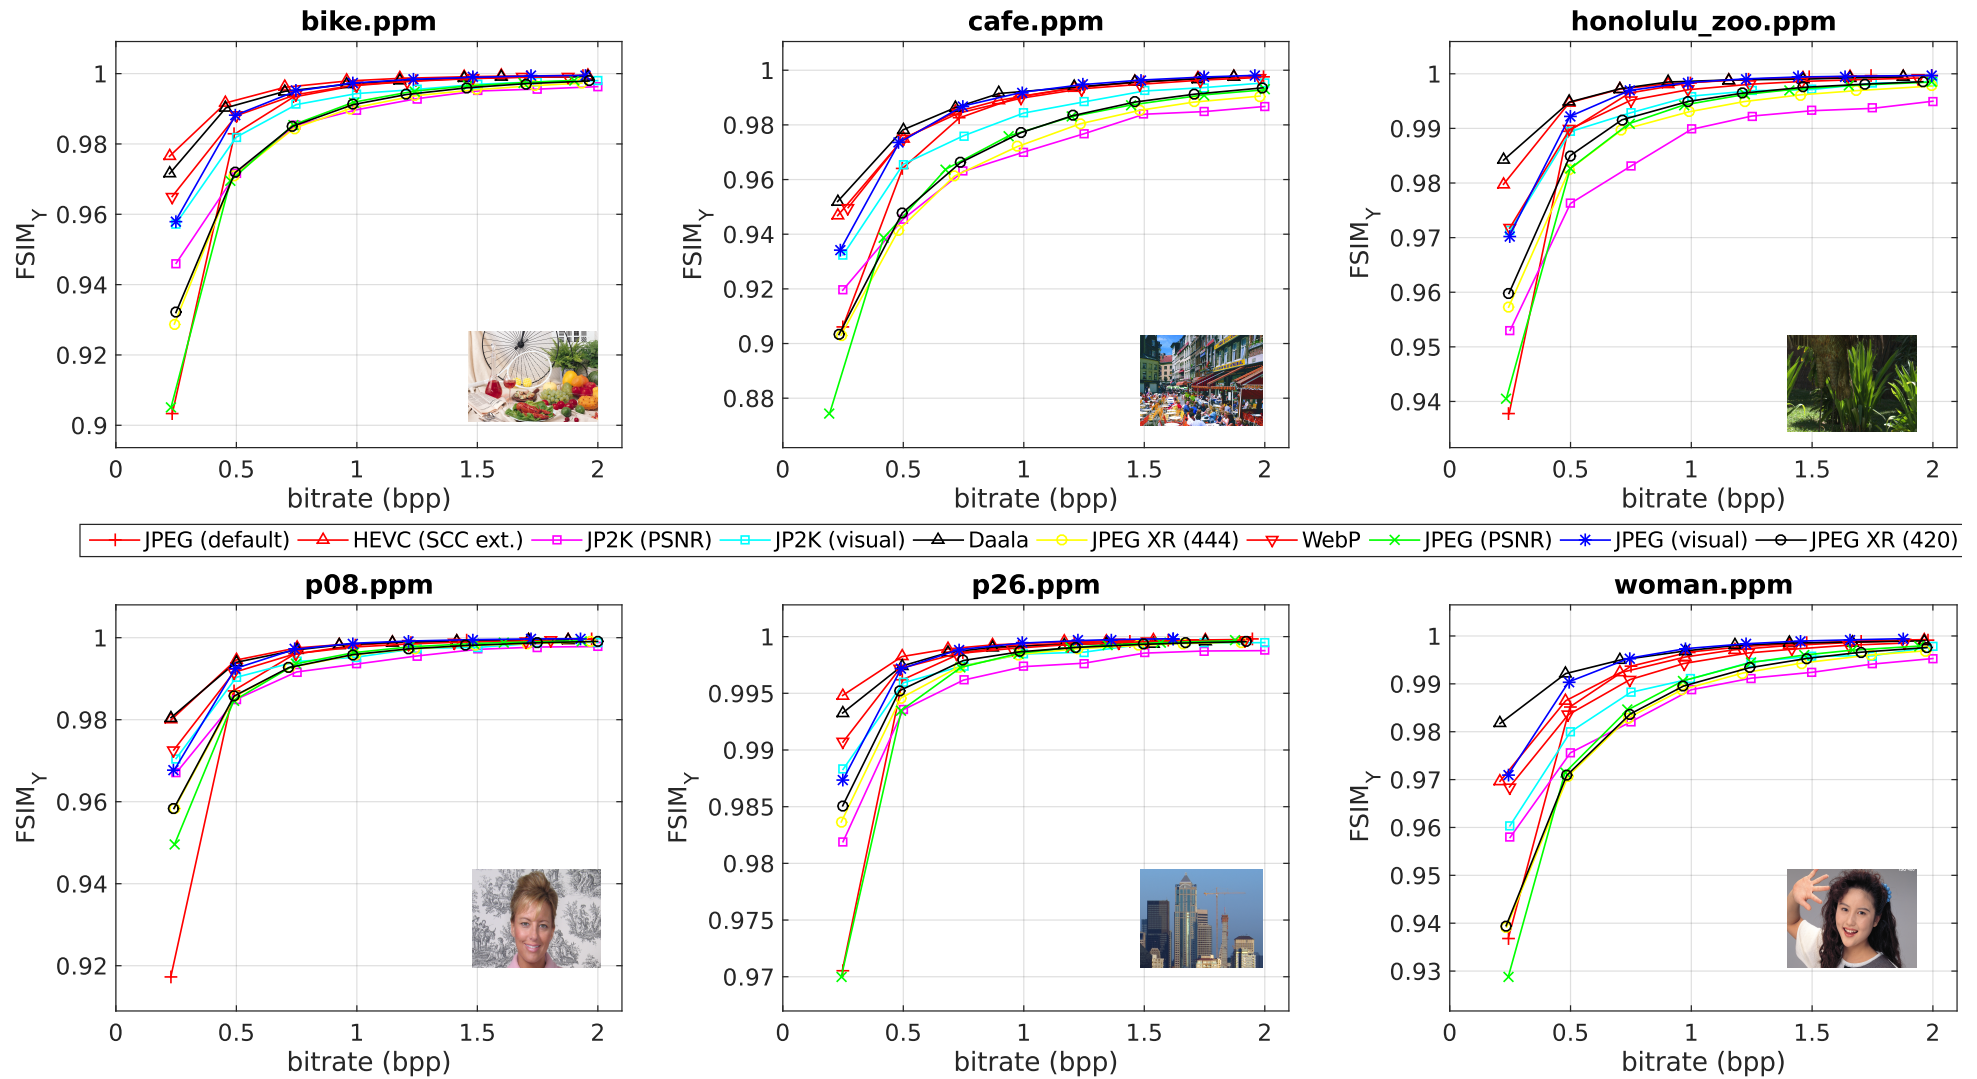 bike.ppm
FSIM_Y
1
0.98
0.96
0.94
0.92
0.9
0 0.5 1 1.5 2
bitrate (bpp)
cafe.ppm
FSIM_Y
1
0.98
0.96
0.94
0.92
0.9
0.88
0 0.5 1 1.5 2
bitrate (bpp)
honolulu_zoo.ppm
FSIM_Y
1
0.99
0.98
0.97
0.96
0.95
0.94
0 0.5 1 1.5 2
bitrate (bpp)
JPEG (default) HEVC (SCC ext.) JP2K (PSNR) JP2K (visual) Daala JPEG XR (444) WebP JPEG (PSNR) JPEG (visual) JPEG XR (420)
p08.ppm
FSIM_Y
1
0.98
0.96
0.94
0.92
0 0.5 1 1.5 2
bitrate (bpp)
p26.ppm
FSIM_Y
1
0.995
0.99
0.985
0.98
0.975
0.97
0 0.5 1 1.5 2
bitrate (bpp)
woman.ppm
FSIM_Y
1
0.99
0.98
0.97
0.96
0.95
0.94
0.93
0 0.5 1 1.5 2
bitrate (bpp)